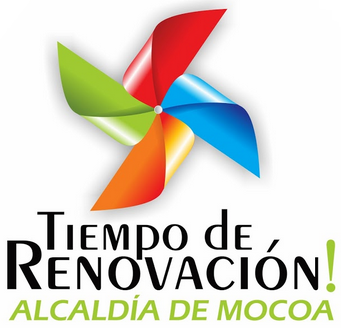 TIEMPO DE
RENOVACIÓN!
ALCALDÍA DE MOCOA